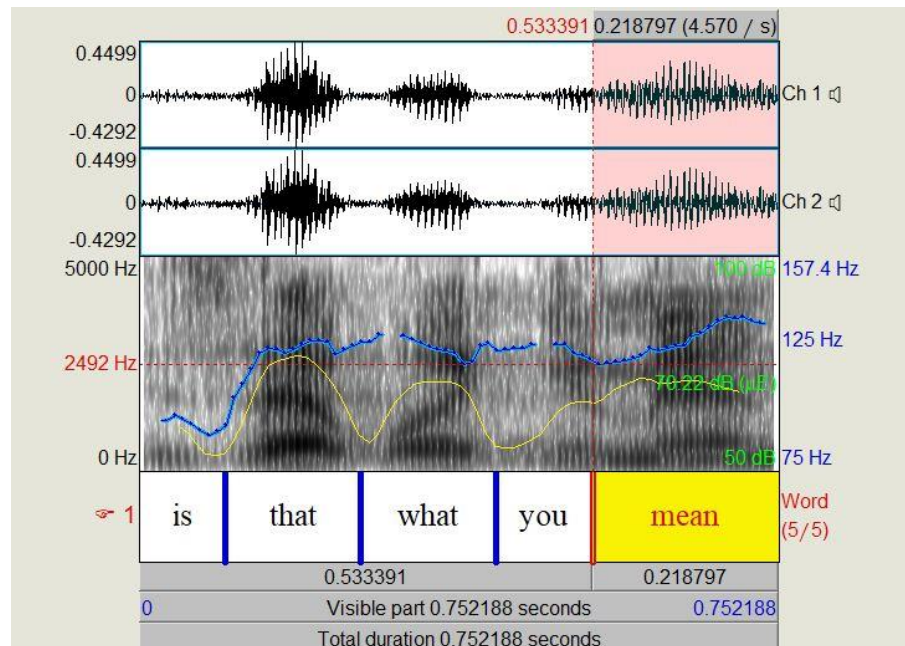 0.533391 0.218797 (4.570 / s)
0.4499
0
-0.4292
Ch 1
0.4499
0
-0.4292
Ch 2
5000 Hz 100 dB 157.4 Hz
125 Hz
2492 Hz
70.22 dB (µE)
0 Hz 50 dB 75 Hz
☞ 1 is that what you mean Word (5/5)
0.533391 0.218797
0 Visible part 0.752188 seconds 0.752188
Total duration 0.752188 seconds